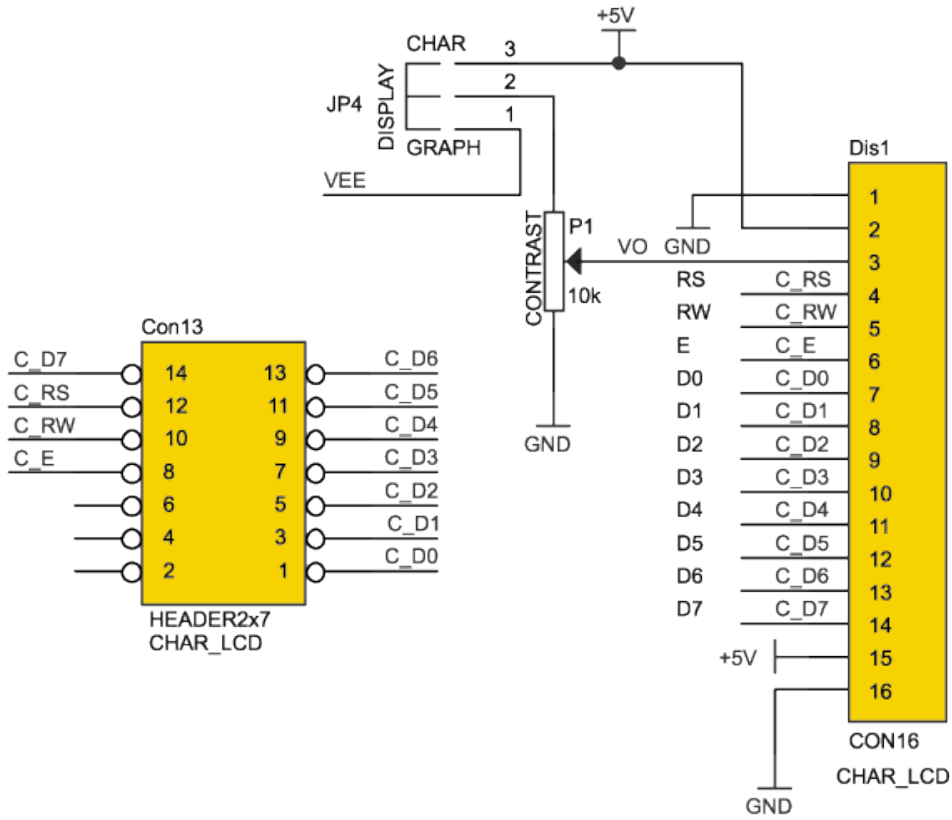 +5V
CHAR 3
2
JP4 DISPLAY
1
GRAPH
VEE
Dis1
CONTRAST
P1
10k
GND
VO GND
1
2
3
RS C_RS 4
RW C_RW 5
E C_E 6
D0 C_D0 7
D1 C_D1 8
D2 C_D2 9
D3 C_D3 10
D4 C_D4 11
D5 C_D5 12
D6 C_D6 13
D7 C_D7 14
+5V 15
16
GND
CON16
CHAR_LCD
Con13
C_D7 14 13 C_D6
C_RS 12 11 C_D5
C_RW 10 9 C_D4
C_E 8 7 C_D3
6 5 C_D2
4 3 C_D1
2 1 C_D0
HEADER2x7
CHAR_LCD